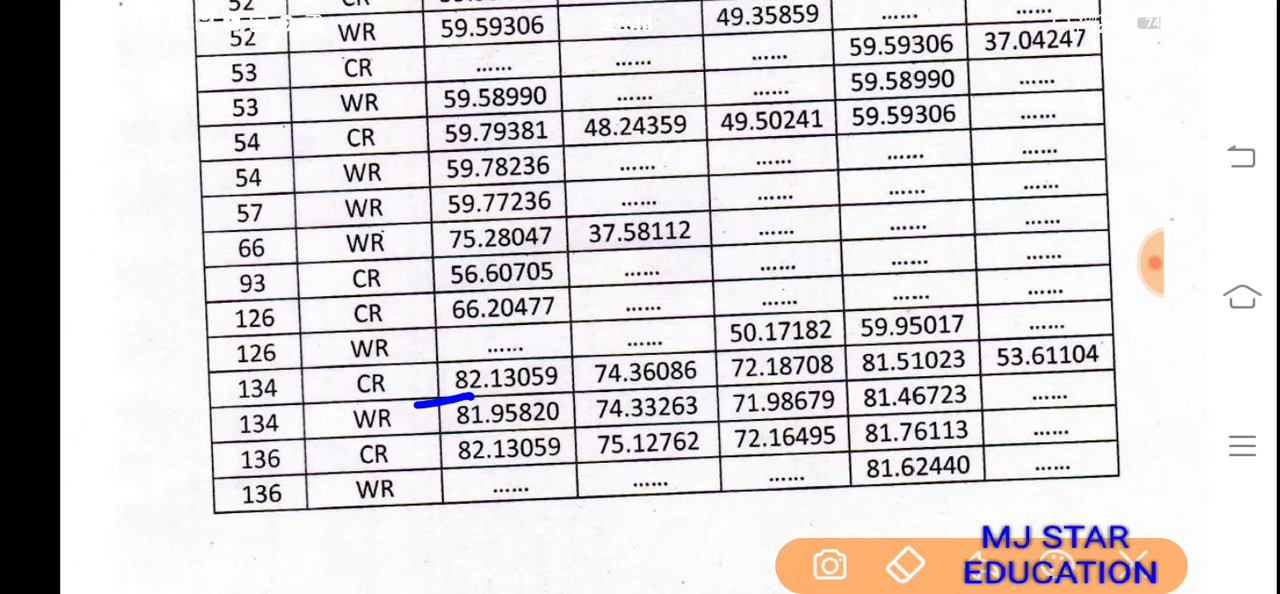 52 CR
52 WR 59.59306 ...... 49.35859 ...... ......
53 CR ...... ...... ...... 59.59306 37.04247
53 WR 59.58990 ...... ...... 59.58990 ......
54 CR 59.79381 48.24359 49.50241 59.59306 ......
54 WR 59.78236 ...... ...... ...... ......
57 WR 59.77236 ...... ...... ...... ......
66 WR 75.28047 37.58112 ...... ...... ......
93 CR 56.60705 ...... ...... ...... ......
126 CR 66.20477 ...... ...... ...... ......
126 WR ...... ...... 50.17182 59.95017 ......
134 CR 82.13059 74.36086 72.18708 81.51023 53.61104
134 WR 81.95820 74.33263 71.98679 81.46723 ......
136 CR 82.13059 75.12762 72.16495 81.76113 ......
136 WR ...... ...... ...... 81.62440 ......
74
MJ STAR
EDUCATION